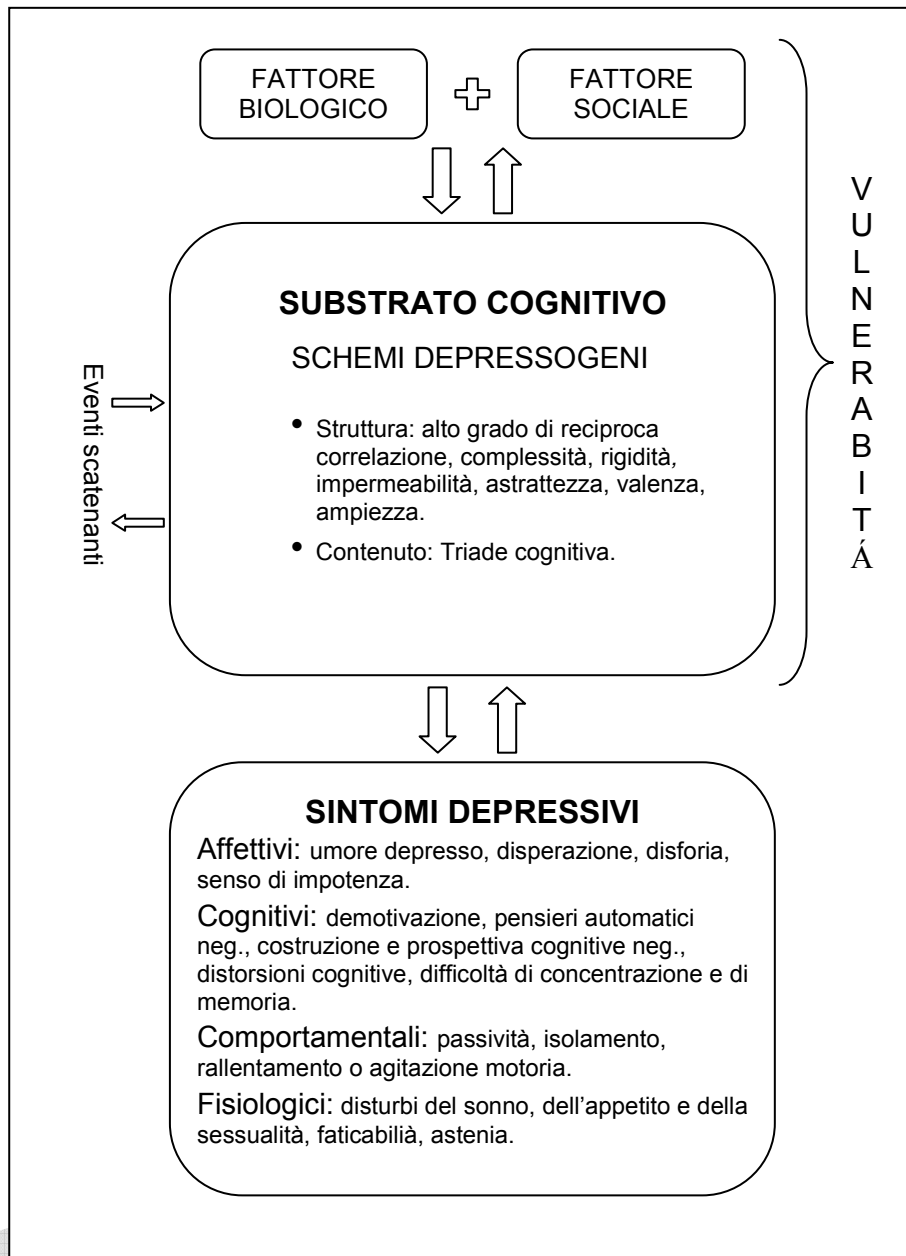 FATTORE
BIOLOGICO
FATTORE
SOCIALE
SUBSTRATO COGNITIVO
SCHEMI DEPRESSOGENI
• Struttura: alto grado di reciproca
correlazione, complessità, rigidità,
impermeabilità, astrattezza, valenza,
ampiezza.
• Contenuto: Triade cognitiva.
Eventi scatenanti
V
U
L
N
E
R
A
B
I
T
Á
SINTOMI DEPRESSIVI
Affettivi: umore depresso, disperazione, disforia,
senso di impotenza.
Cognitivi: demotivazione, pensieri automatici
neg., costruzione e prospettiva cognitive neg.,
distorsioni cognitive, difficoltà di concentrazione e di
memoria.
Comportamentali: passività, isolamento,
rallentamento o agitazione motoria.
Fisiologici: disturbi del sonno, dell’appetito e della
sessualità, faticabilià, astenia.